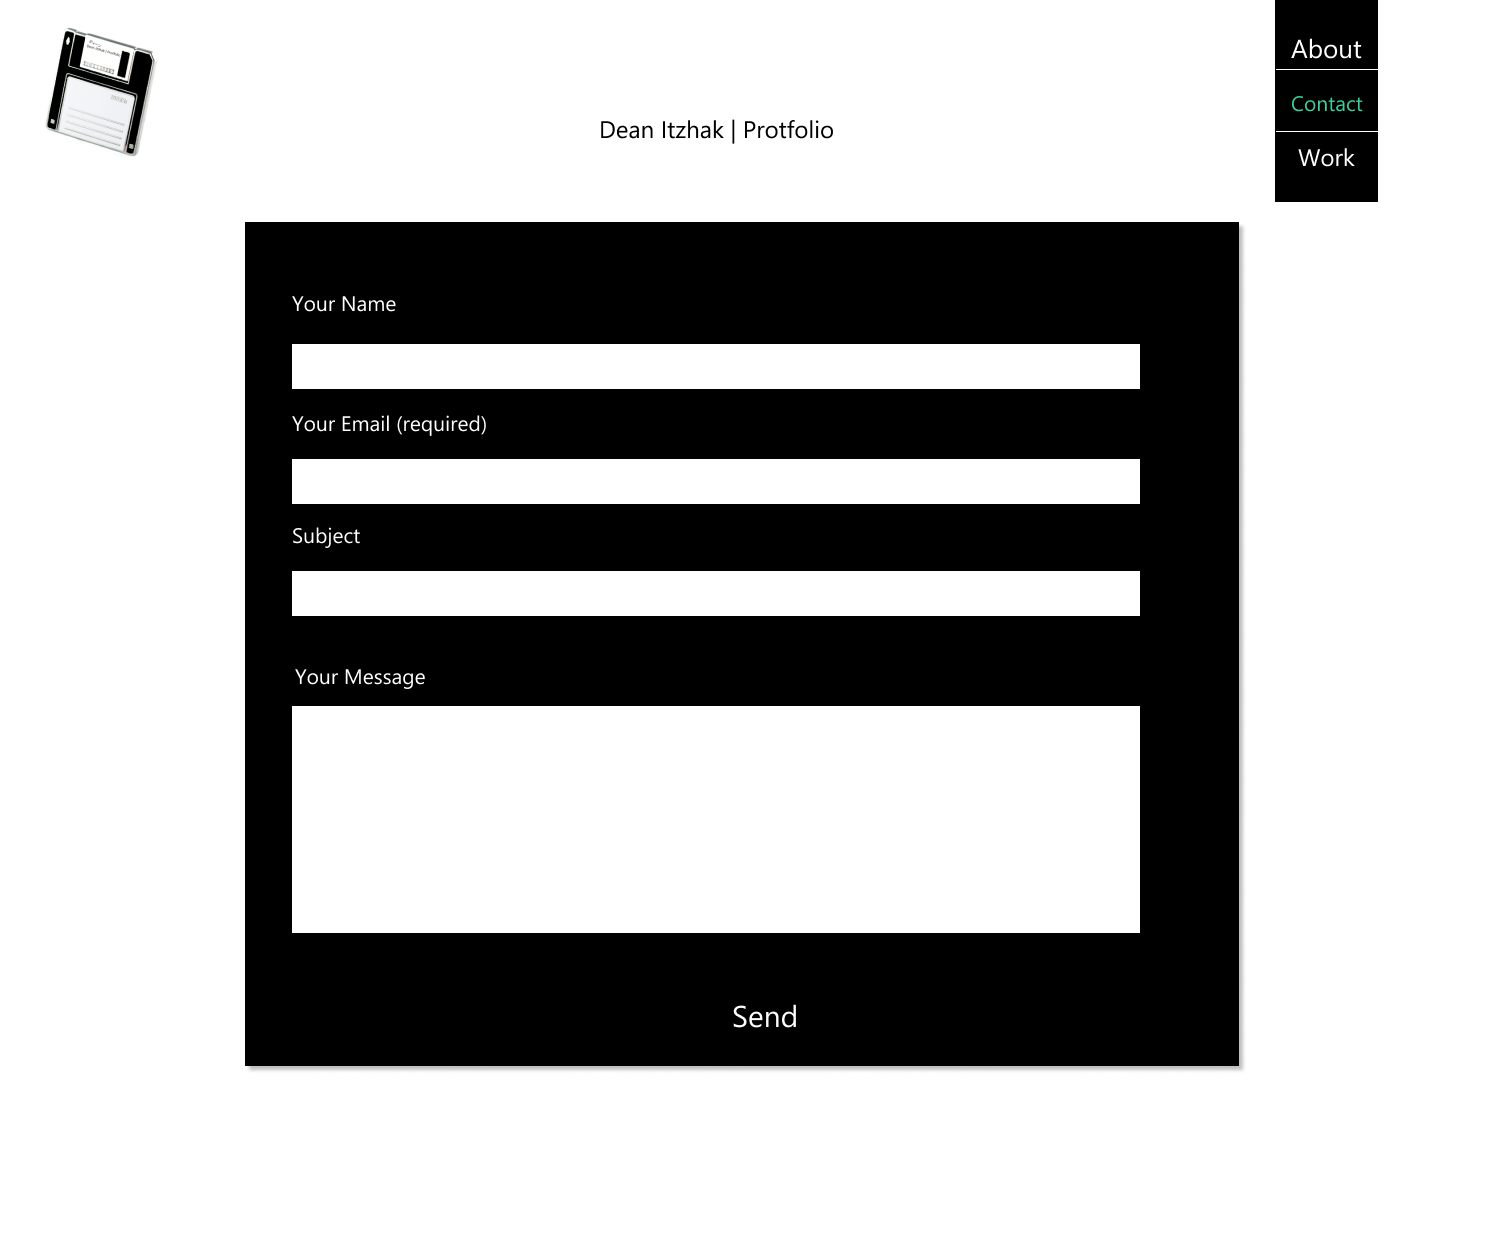 About
Contact
Dean Itzhak | Protfolio
Work
Your Name
Your Email (required)
Subject
Your Message
Send